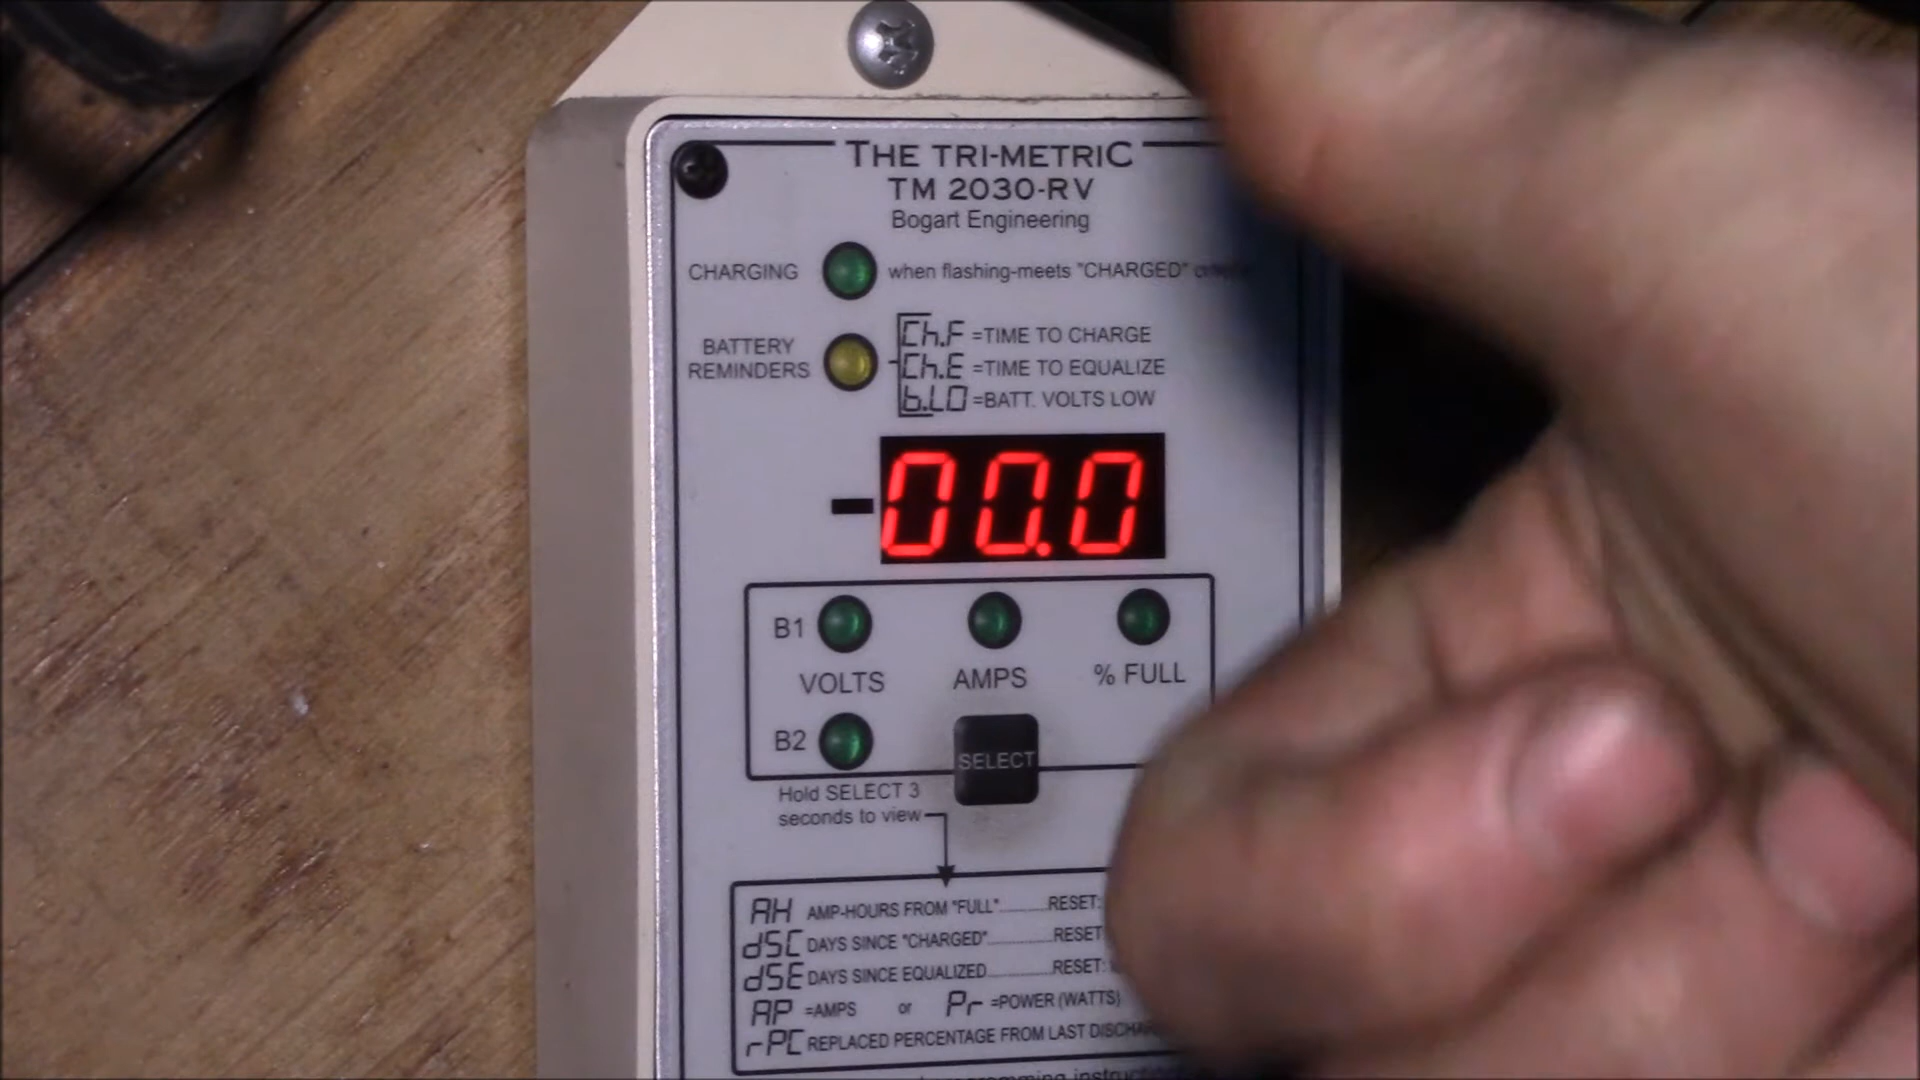 THE TRI-METRIC
TM 2030-RV
Bogart Engineering
CHARGING when flashing-meets "CHARGED"
BATTERY REMINDERS
Ch.F =TIME TO CHARGE
Ch.E =TIME TO EQUALIZE
b.LO =BATT. VOLTS LOW
-00.0
B1
VOLTS AMPS % FULL
B2 SELECT
Hold SELECT 3
seconds to view
AH AMP-HOURS FROM "FULL"..........RESET:
dSC DAYS SINCE "CHARGED"..........RESET
dSE DAYS SINCE EQUALIZED..........RESET:
AP =AMPS or Pr =POWER (WATTS)
rPC REPLACED PERCENTAGE FROM LAST